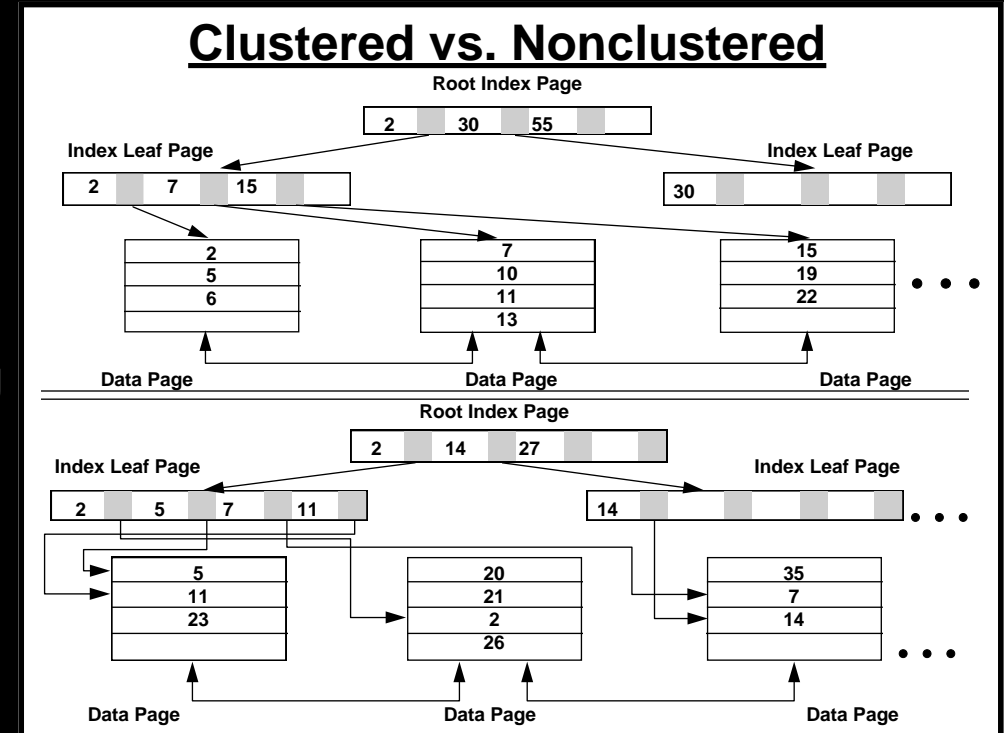 Clustered vs. Nonclustered
Root Index Page
2 30 55
Index Leaf Page Index Leaf Page
2 7 15 30
2 7 15
5 10 19
6 11 22
13
Data Page Data Page Data Page
Root Index Page
2 14 27
Index Leaf Page Index Leaf Page
2 5 7 11 14
5 20 35
11 21 7
23 2 14
26
Data Page Data Page Data Page